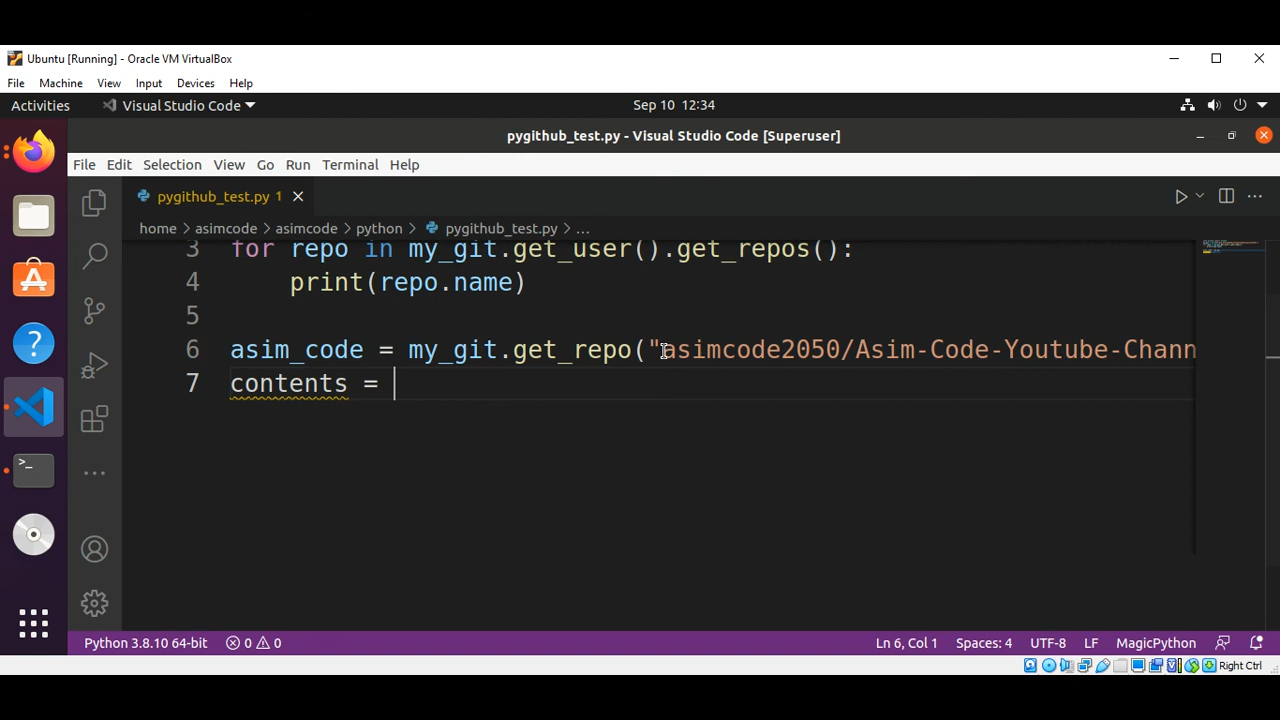 Ubuntu [Running] - Oracle VM VirtualBox
File Machine View Input Devices Help
Activities Visual Studio Code Sep 10 12:34
pygithub_test.py - Visual Studio Code [Superuser]
File Edit Selection View Go Run Terminal Help
pygithub_test.py 1
home > asimcode > asimcode > python > pygithub_test.py > ...
3 for repo in my_git.get_user().get_repos():
4 print(repo.name)
5
6 asim_code = my_git.get_repo("asimcode2050/Asim-Code-Youtube-Chann
7 contents =
Python 3.8.10 64-bit 0 0 Ln 6, Col 1 Spaces: 4 UTF-8 LF MagicPython
Right Ctrl